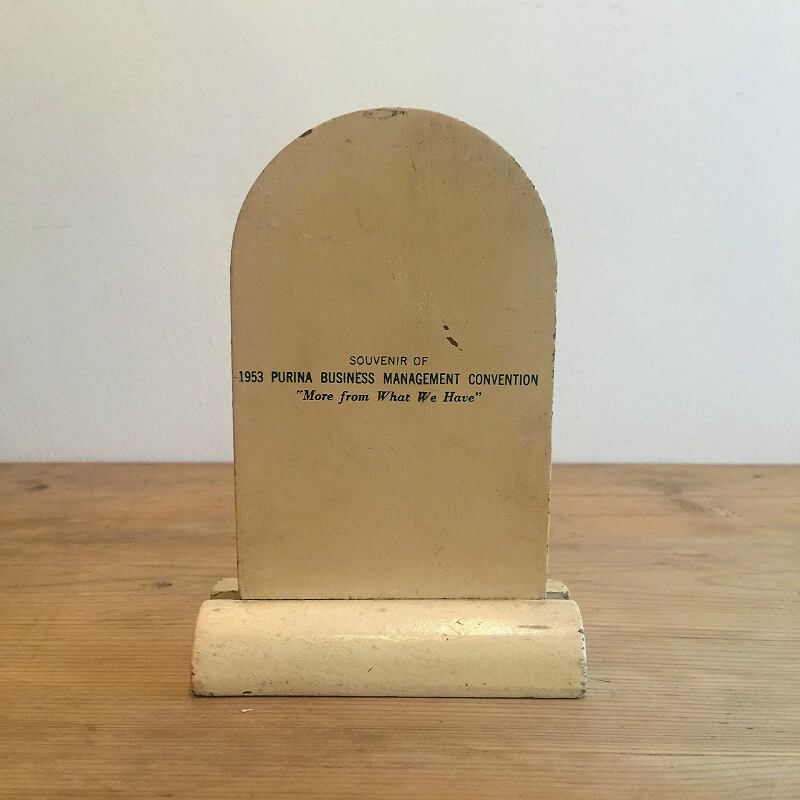 SOUVENIR OF
1953 PURINA BUSINESS MANAGEMENT CONVENTION
"More from What We Have"